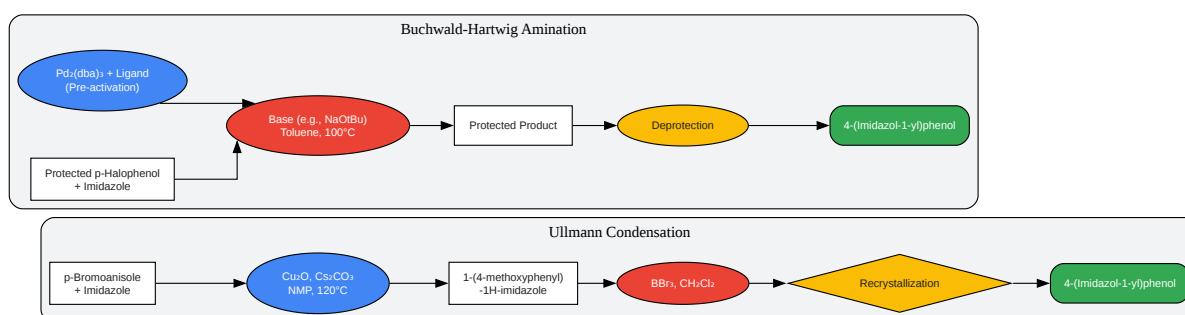 Buchwald-Hartwig Amination
Pd₂(dba)₃ + Ligand
(Pre-activation)
Base (e.g., NaOtBu)
Toluene, 100°C
Protected Product
Deprotection
4-(Imidazol-1-yl)phenol
Protected p-Halophenol
+ Imidazole
Ullmann Condensation
p-Bromoanisole
+ Imidazole
Cu₂O, Cs₂CO₃
NMP, 120°C
1-(4-methoxyphenyl)
-1H-imidazole
BBr₃, CH₂Cl₂
Recrystallization
4-(Imidazol-1-yl)phenol